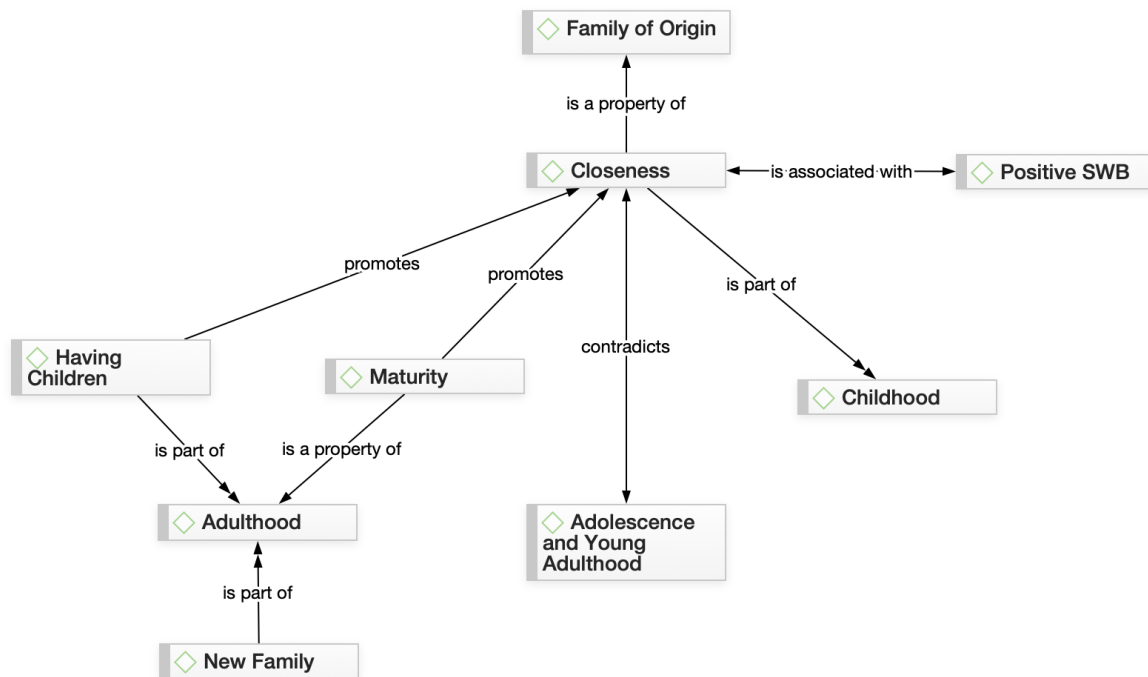 Family of Origin
is a property of
Closeness
is associated with
Positive SWB
promotes
promotes
is part of
contradicts
Having
Children
Maturity
Childhood
is part of
is a property of
Adulthood
Adolescence
and Young
Adulthood
is part of
New Family